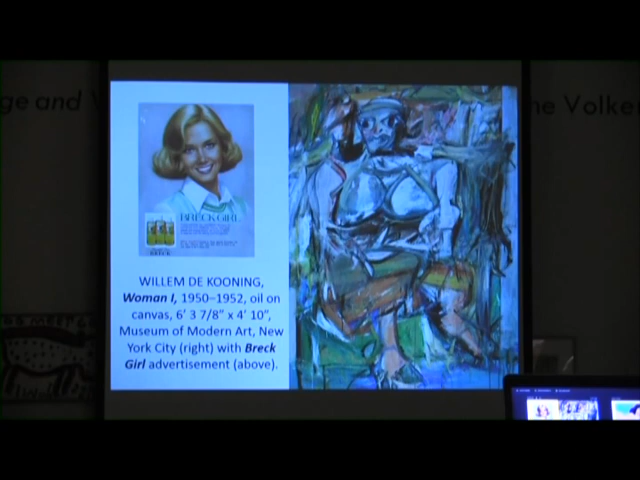 ge and V
he Volke
BRECK GIRL
BRECK
WILLEM DE KOONING,
Woman I, 1950–1952, oil on
canvas, 6' 3 7/8" x 4' 10",
Museum of Modern Art, New
York City (right) with Breck
Girl advertisement (above).